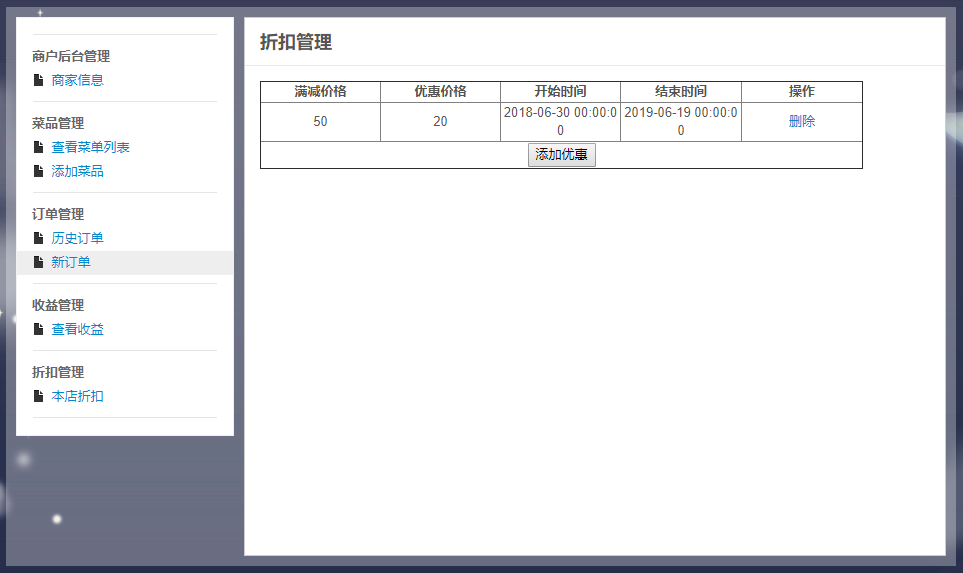 商户后台管理
商家信息
菜品管理
查看菜单列表
添加菜品
订单管理
历史订单
新订单
收益管理
查看收益
折扣管理
本店折扣
折扣管理
满减价格 优惠价格 开始时间 结束时间 操作
50 20 2018-06-30 00:00:0 2019-06-19 00:00:0 删除
0 0
添加优惠